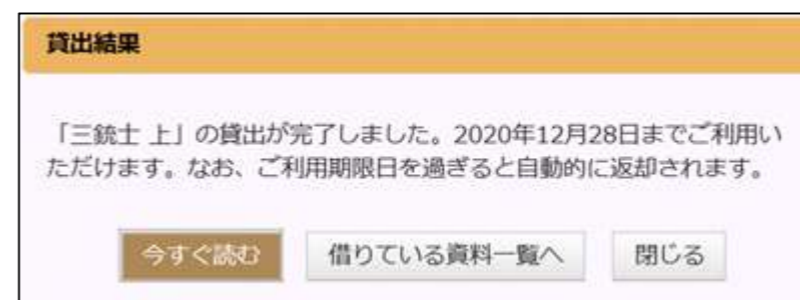 貸出結果
「三銃士 上」の貸出が完了しました。2020年12月28日までご利用い
ただけます。なお、ご利用期限日を過ぎると自動的に返却されます。
今すぐ読む 借りている資料一覧へ 閉じる